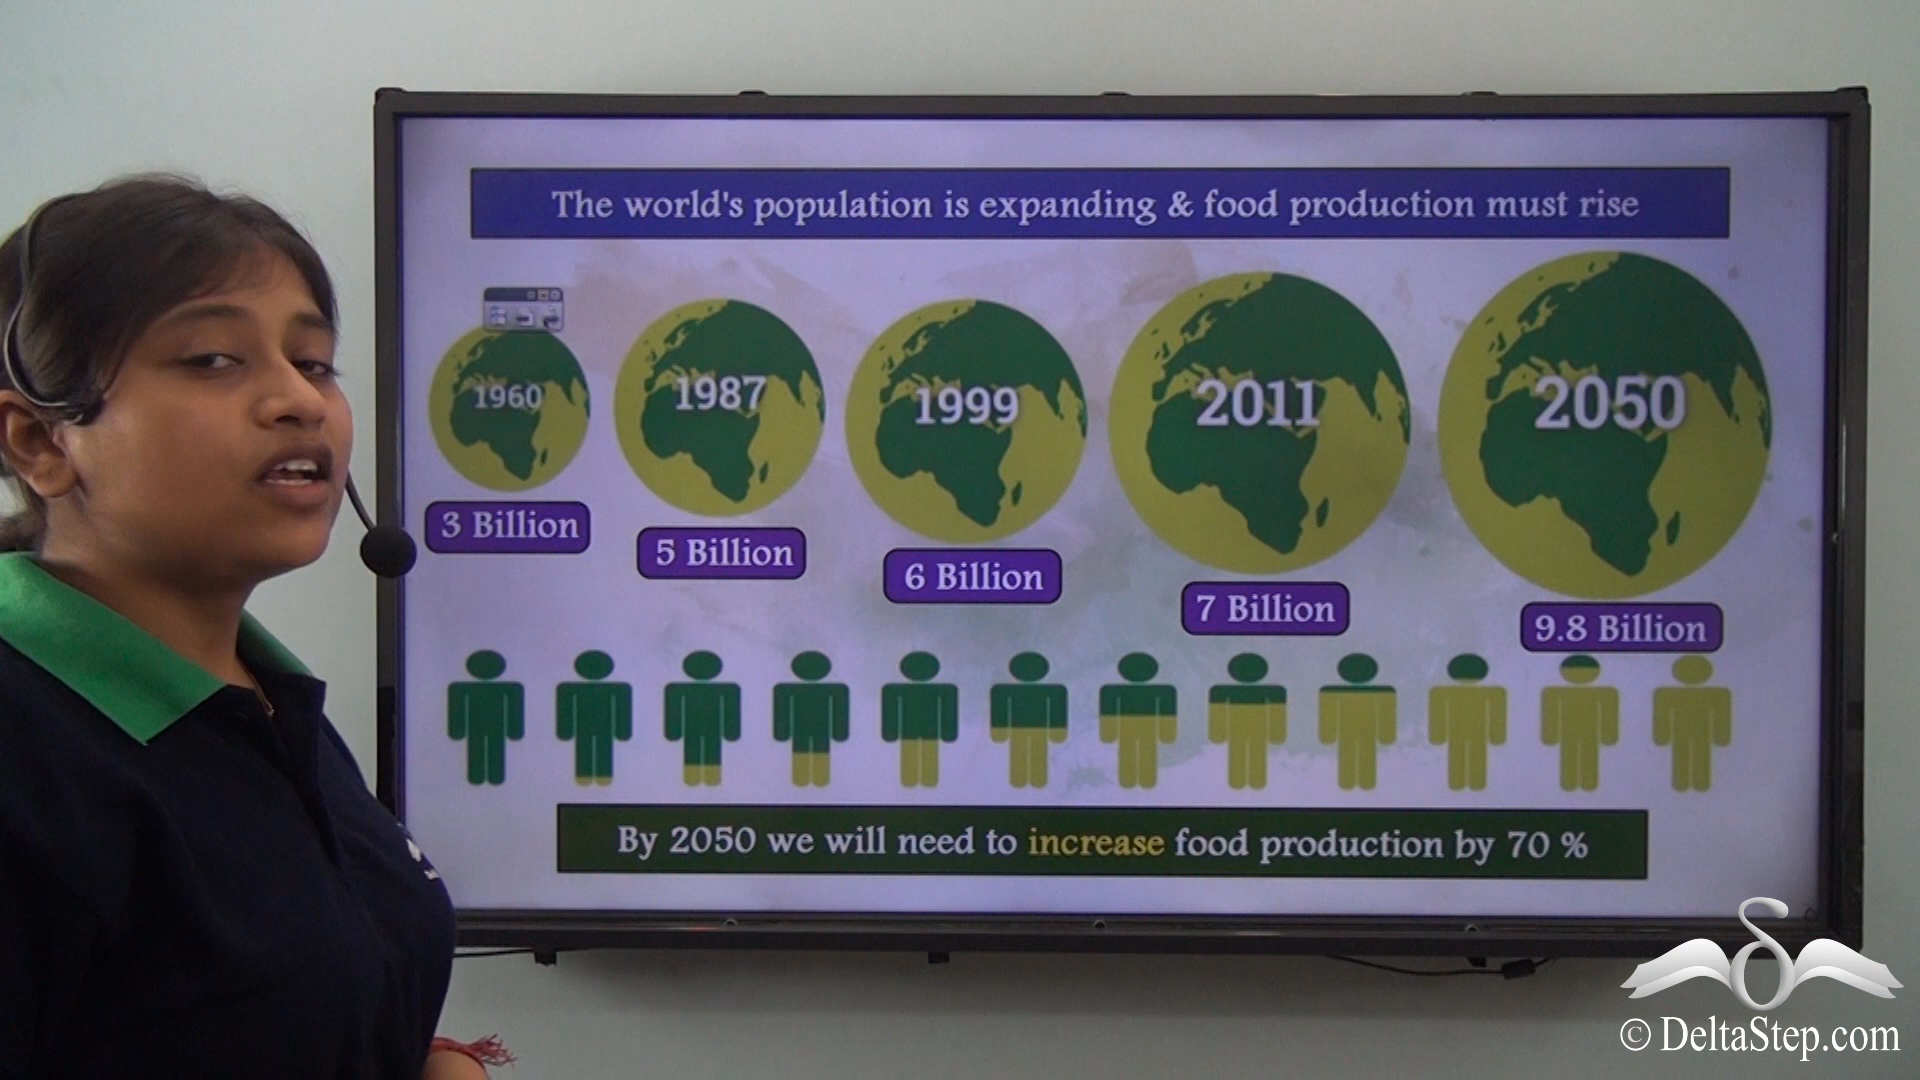 The world's population is expanding & food production must rise
1960
1987
1999
2011
2050
3 Billion
5 Billion
6 Billion
7 Billion
9.8 Billion
By 2050 we will need to increase food production by 70 %
© DeltaStep.com